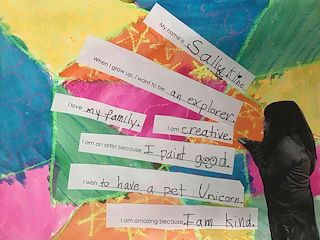 My name is Sally Kline.
When I grow up, I want to be an explorer.
I love my family.
I am creative.
I am an artist because I paint good.
I wish to have a pet Unicorn.
I am amazing because I am kind.